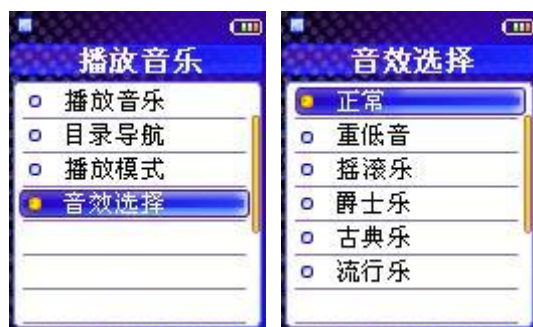 播放音乐
播放音乐
目录导航
播放模式
音效选择
音效选择
正常
重低音
摇滚乐
爵士乐
古典乐
流行乐